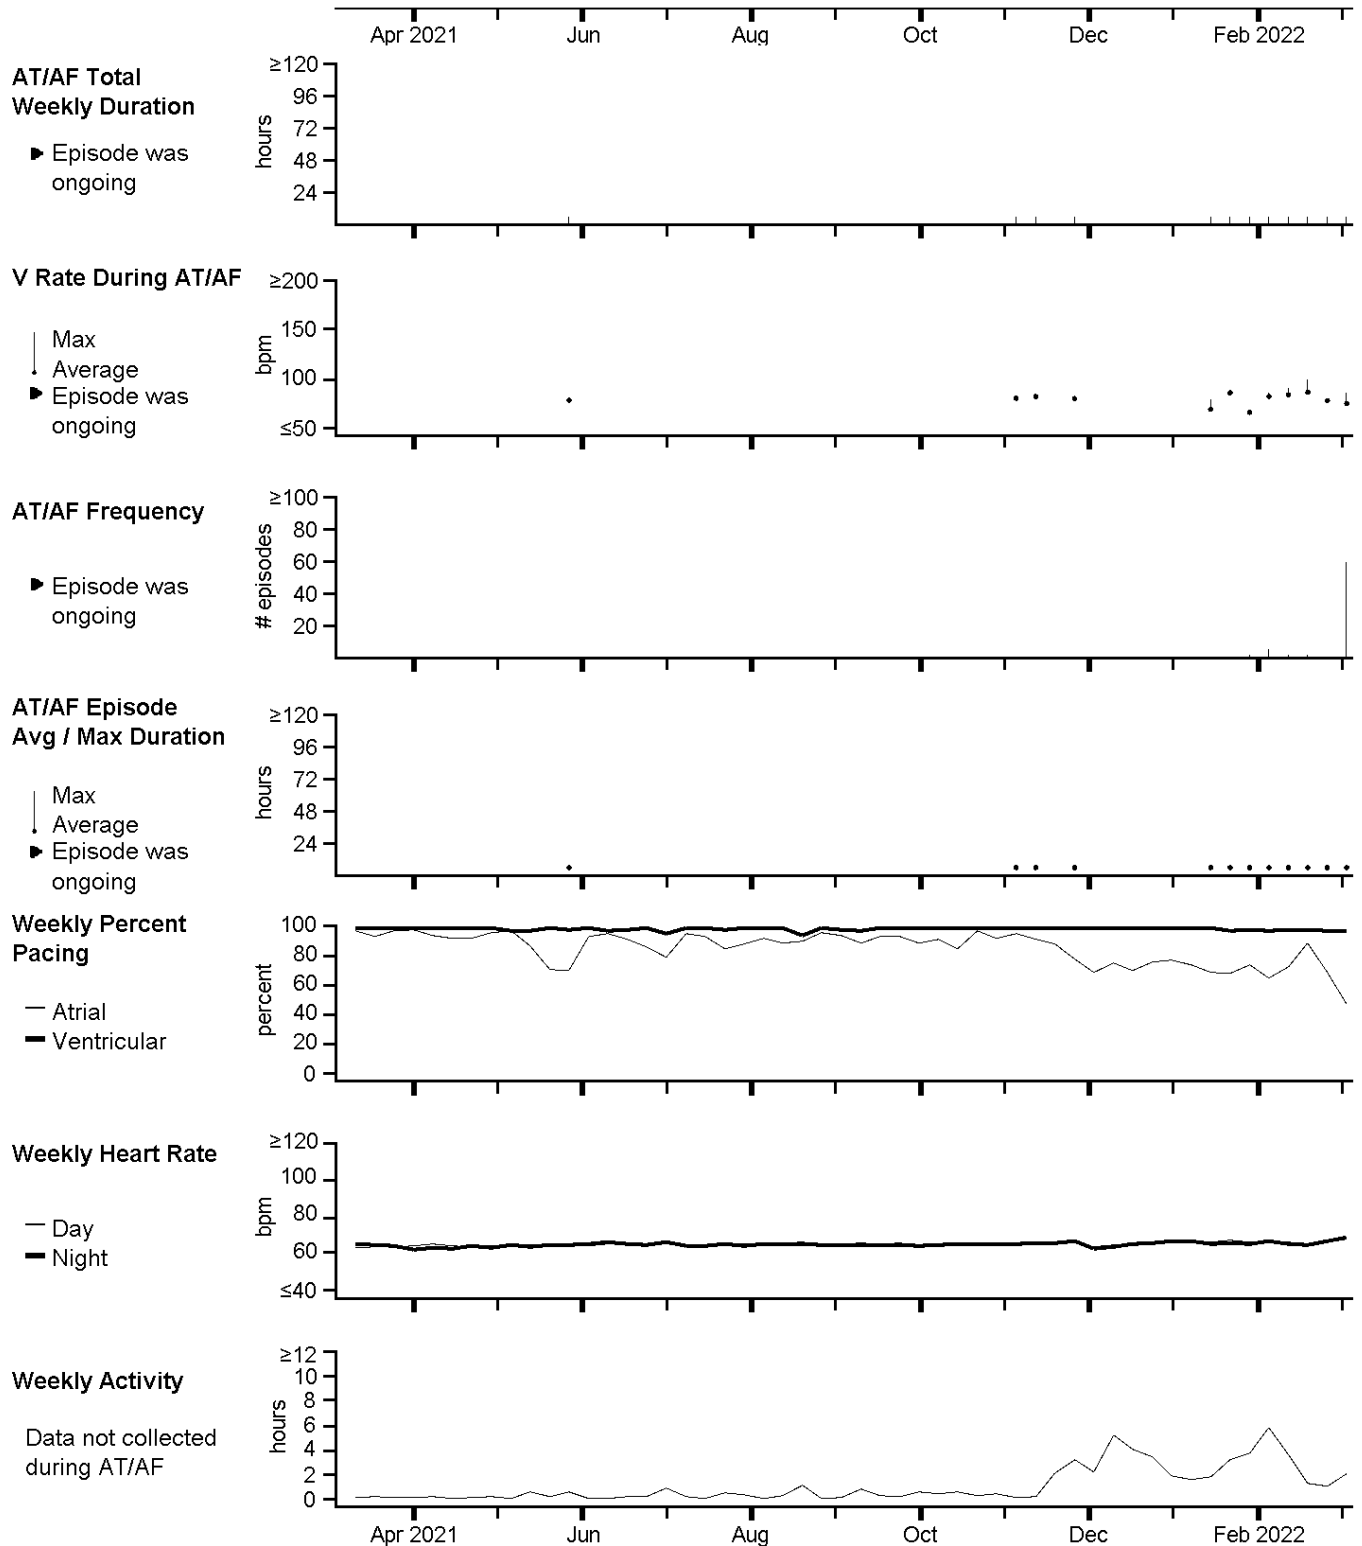 Apr 2021 Jun Aug Oct Dec Feb 2022
AT/AF Total
Weekly Duration
Episode was
ongoing
hours
≥120
96
72
48
24
V Rate During AT/AF
Max
Average
Episode was
ongoing
bpm
≥200
150
100
≤50
AT/AF Frequency
Episode was
ongoing
# episodes
≥100
80
60
40
20
AT/AF Episode
Avg / Max Duration
Max
Average
Episode was
ongoing
hours
≥120
96
72
48
24
Weekly Percent
Pacing
Atrial
Ventricular
percent
100
80
60
40
20
0
Weekly Heart Rate
Day
Night
bpm
≥120
100
80
60
≤40
Weekly Activity
Data not collected
during AT/AF
hours
≥12
10
8
6
4
2
0
Apr 2021 Jun Aug Oct Dec Feb 2022